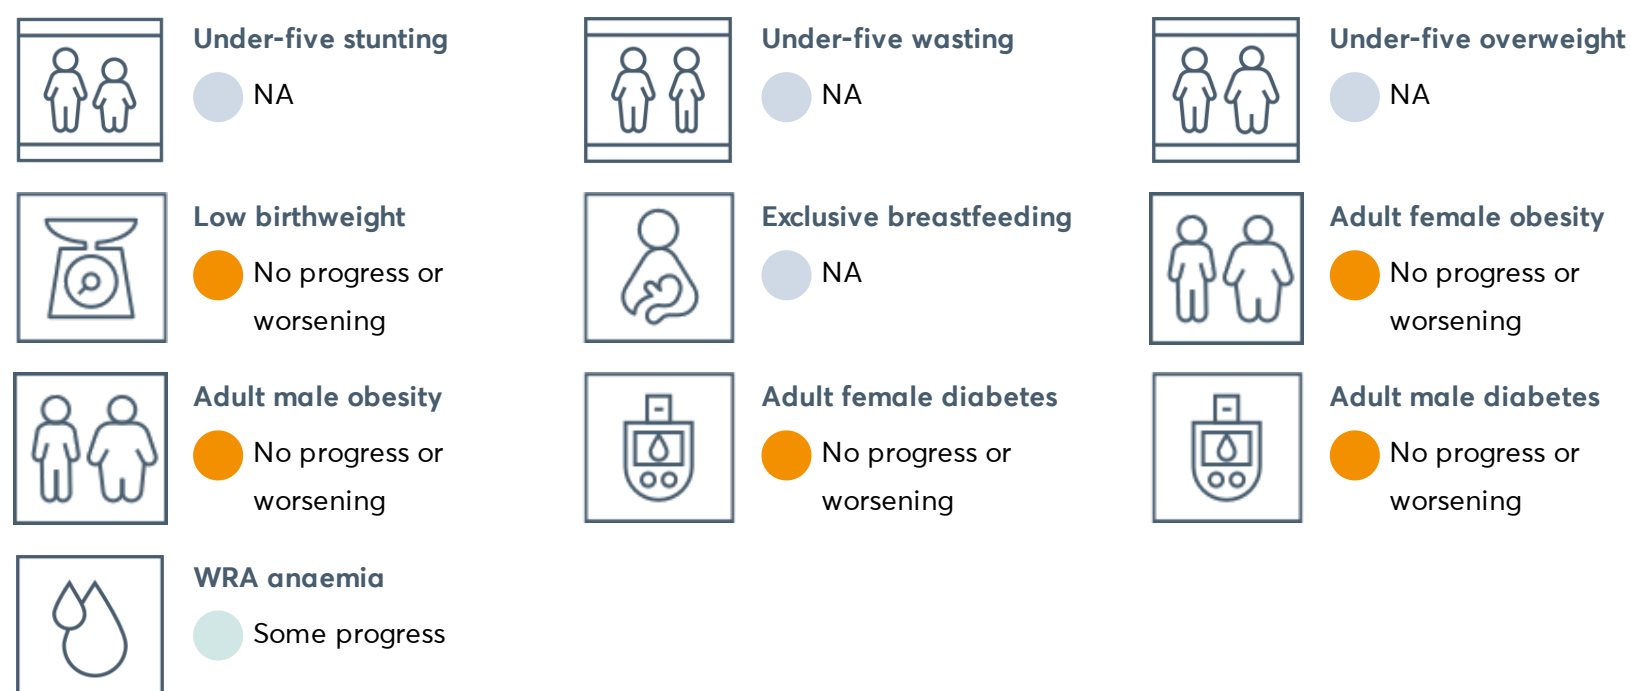 Under-five stunting
NA
Under-five wasting
NA
Under-five overweight
NA
Low birthweight
No progress or
worsening
Exclusive breastfeeding
NA
Adult female obesity
No progress or
worsening
Adult male obesity
No progress or
worsening
Adult female diabetes
No progress or
worsening
Adult male diabetes
No progress or
worsening
WRA anaemia
Some progress